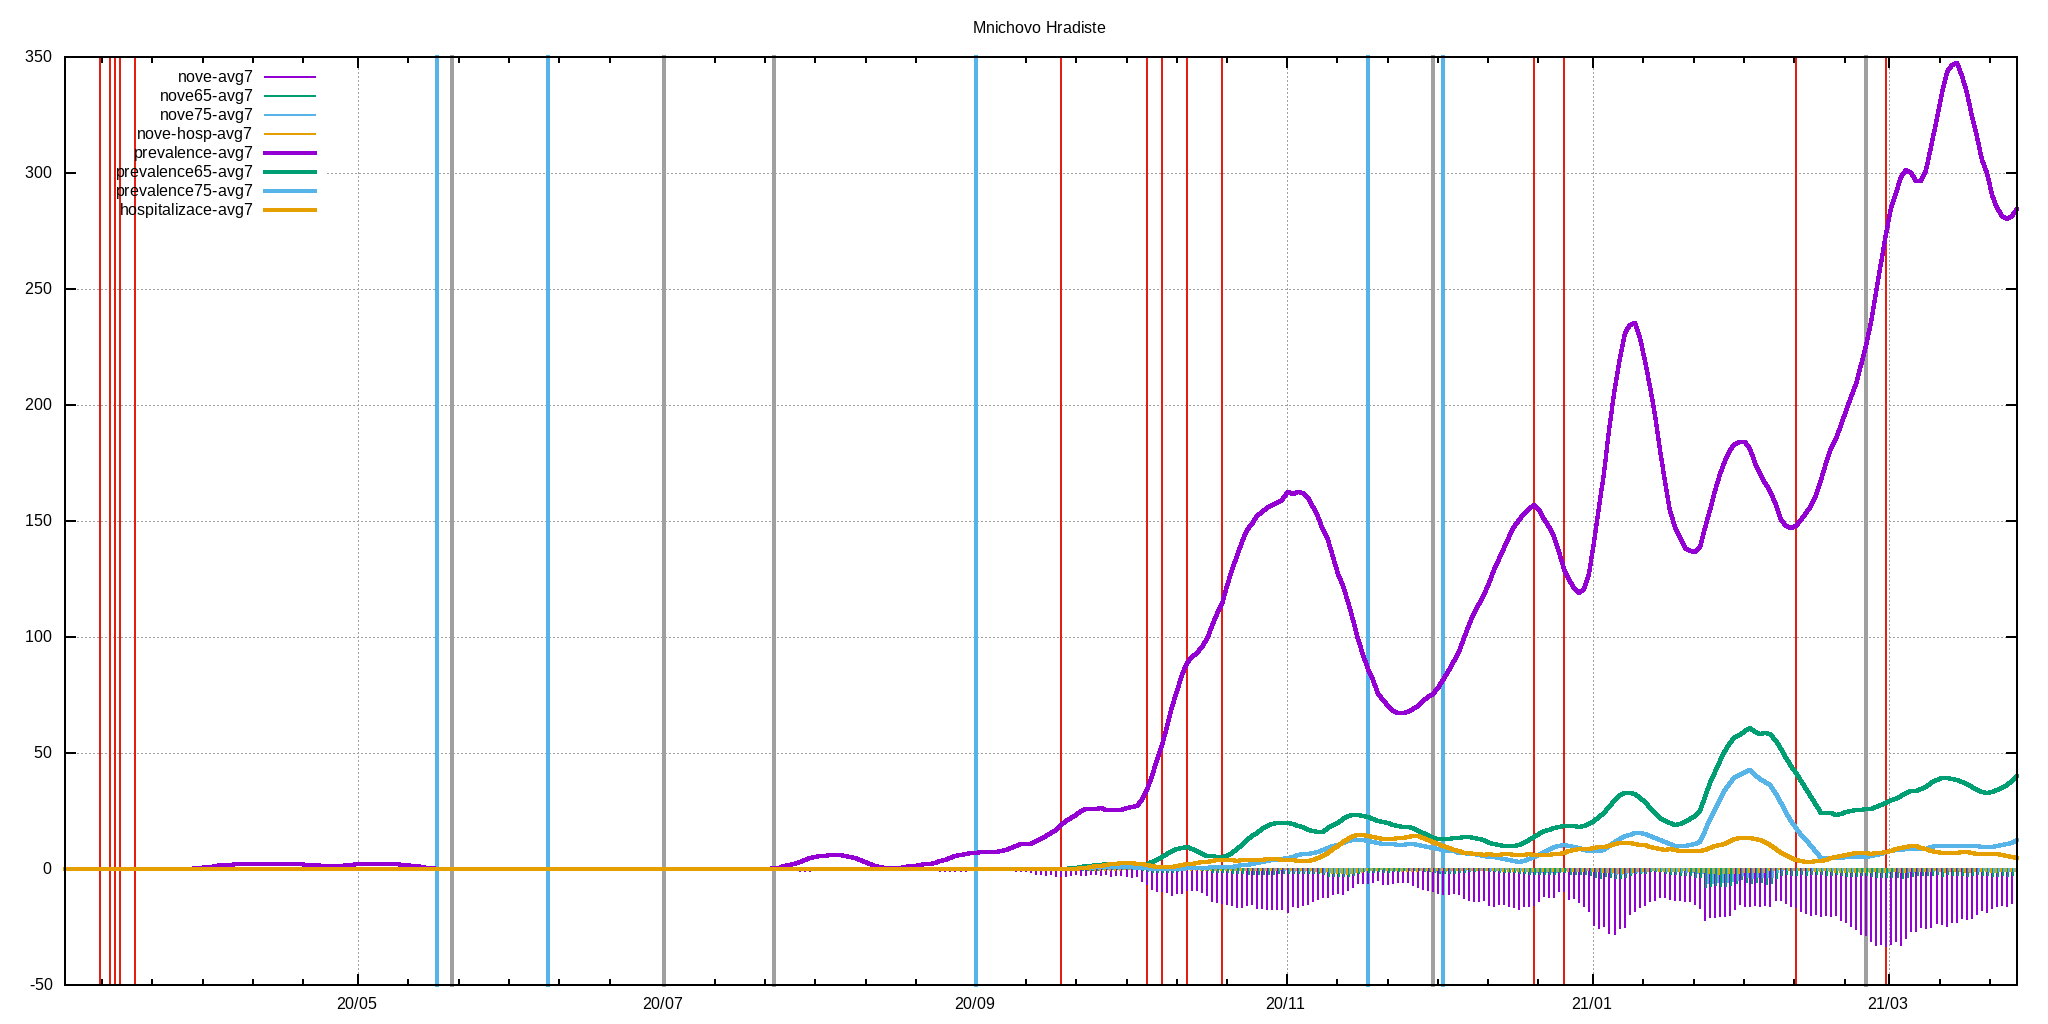 Mnichovo Hradiste
350
300
250
200
150
100
50
0
-50
nove-avg7
nove65-avg7
nove75-avg7
nove-hosp-avg7
prevalence-avg7
prevalence65-avg7
prevalence75-avg7
hospitalizace-avg7
20/05
20/07
20/09
20/11
21/01
21/03